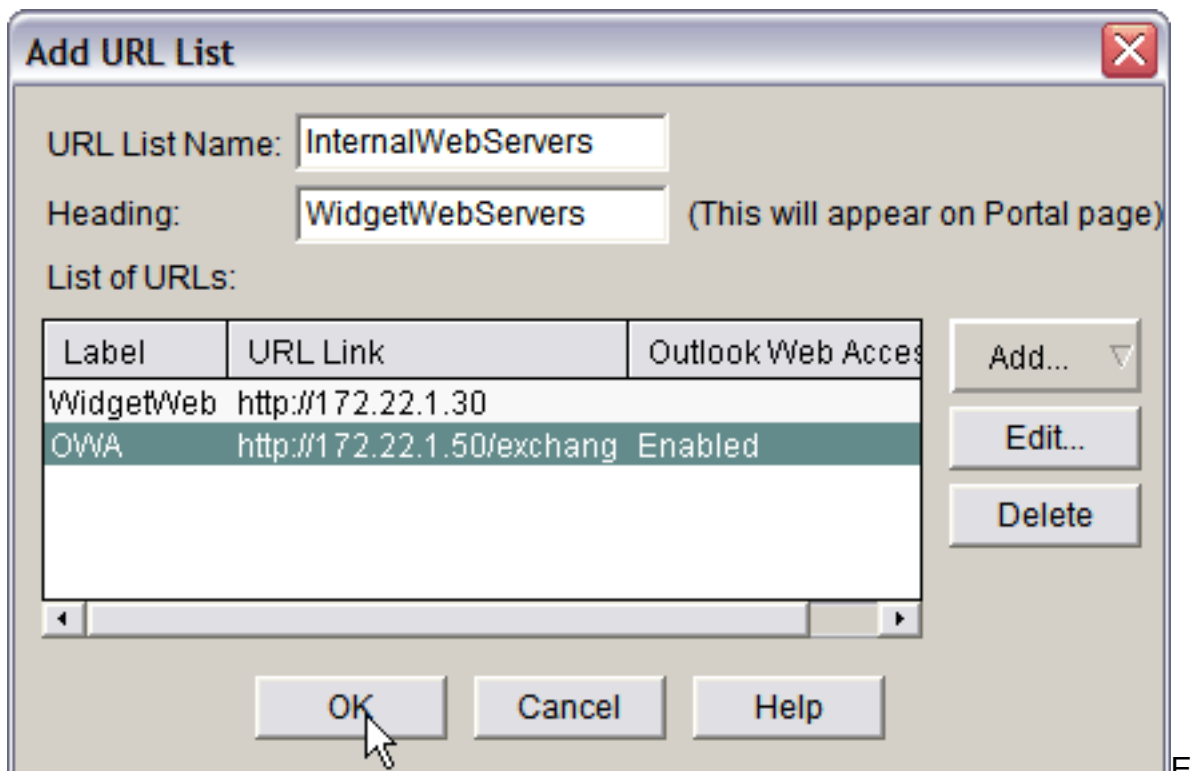 Add URL List
URL List Name: InternalWebServers
Heading: WidgetWebServers (This will appear on Portal page)
List of URLs:
Label URL Link Outlook Web Acces
WidgetWeb http://172.22.1.30
OWA http://172.22.1.50/exchang Enabled
Add...
Edit...
Delete
OK Cancel Help
E